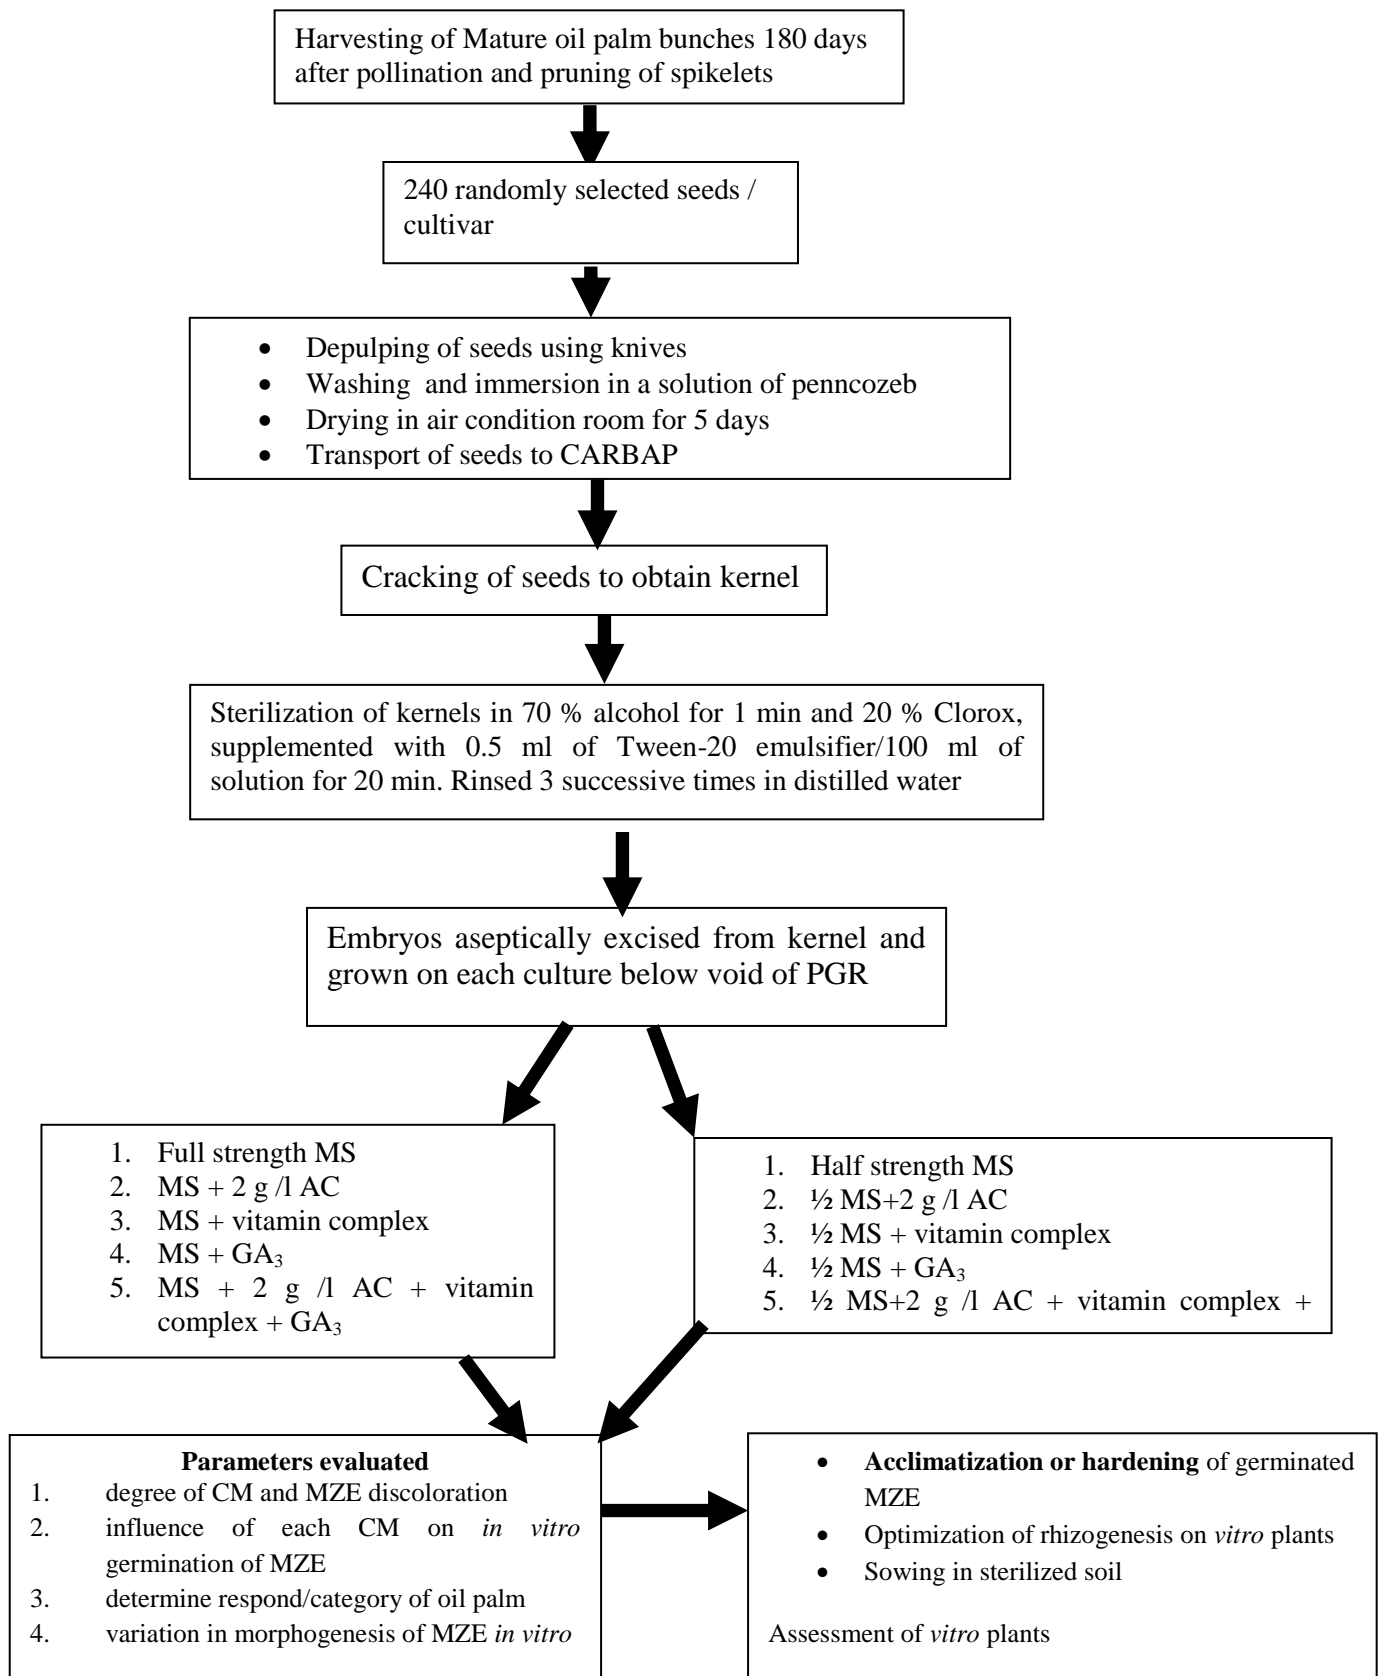 Harvesting of Mature oil palm bunches 180 days
after pollination and pruning of spikelets
240 randomly selected seeds /
cultivar
• Depulping of seeds using knives
• Washing and immersion in a solution of penncozeb
• Drying in air condition room for 5 days
• Transport of seeds to CARBAP
Cracking of seeds to obtain kernel
Sterilization of kernels in 70 % alcohol for 1 min and 20 % Clorox,
supplemented with 0.5 ml of Tween-20 emulsifier/100 ml of
solution for 20 min. Rinsed 3 successive times in distilled water
Embryos aseptically excised from kernel and
grown on each culture below void of PGR
1. Full strength MS
2. MS + 2 g /l AC
3. MS + vitamin complex
4. MS + GA₃
5. MS + 2 g /l AC + vitamin
complex + GA₃
1. Half strength MS
2. ½ MS+2 g /l AC
3. ½ MS + vitamin complex
4. ½ MS + GA₃
5. ½ MS+2 g /l AC + vitamin complex +
Parameters evaluated
1. degree of CM and MZE discoloration
2. influence of each CM on in vitro
germination of MZE
3. determine respond/category of oil palm
4. variation in morphogenesis of MZE in vitro
• Acclimatization or hardening of germinated
MZE
• Optimization of rhizogenesis on vitro plants
• Sowing in sterilized soil
Assessment of vitro plants